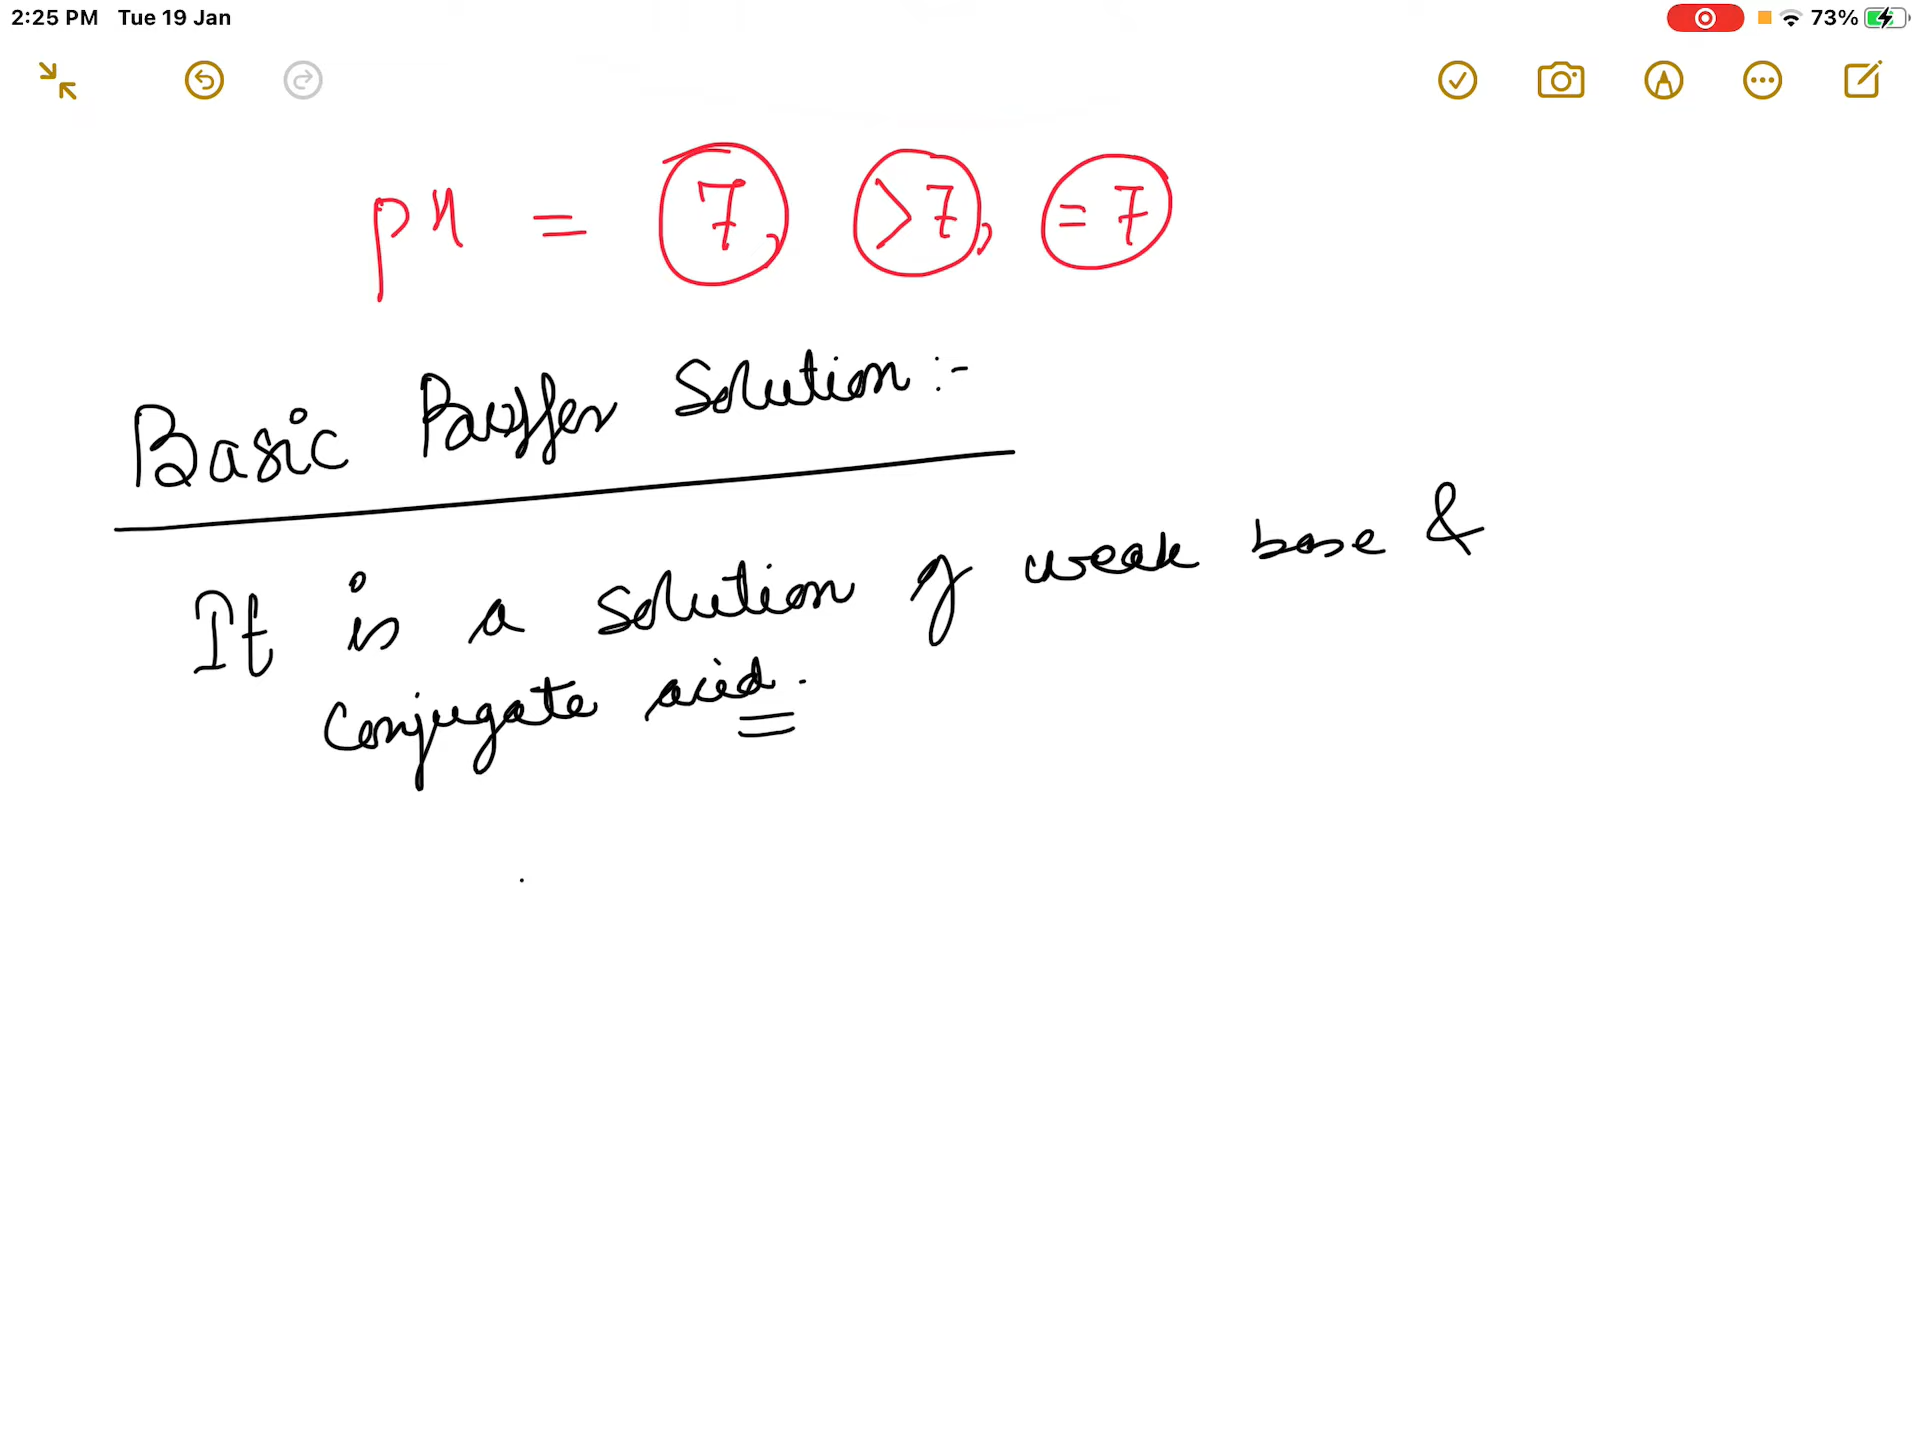 2:25 PM Tue 19 Jan 73%
pH = 7, >7, =7
Basic Buffer Solution :-
It is a solution of weak base &
conjugate acid.